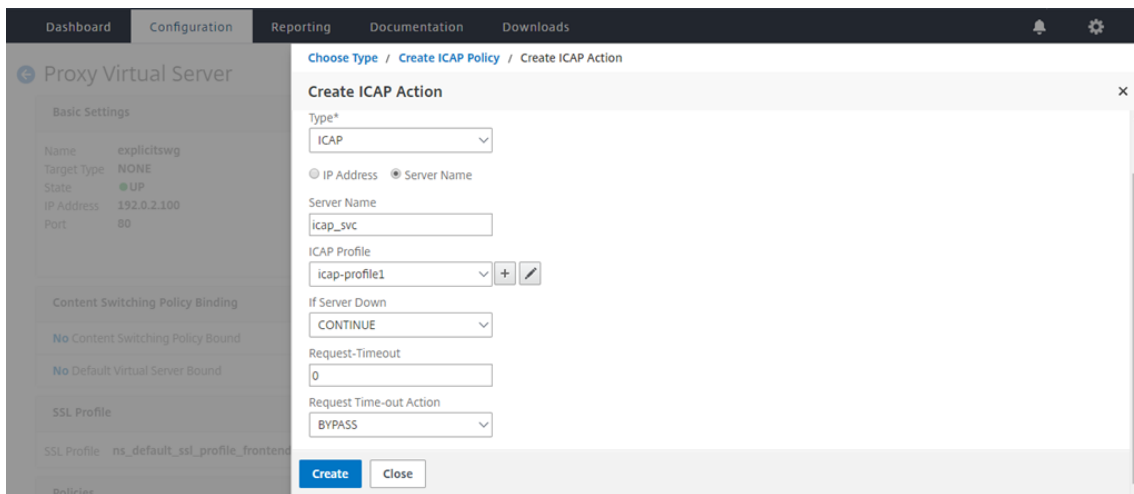 Dashboard Configuration Reporting Documentation Downloads
Proxy Virtual Server
Basic Settings
Name explicitswg
Target Type NONE
State UP
IP Address 192.0.2.100
Port 80
Content Switching Policy Binding
No Content Switching Policy Bound
No Default Virtual Server Bound
SSL Profile
SSL Profile ns_default_ssl_profile_frontend
Policies
Choose Type / Create ICAP Policy / Create ICAP Action
Create ICAP Action
Type*
ICAP
IP Address Server Name
Server Name
icap_svc
ICAP Profile
icap-profile1
If Server Down
CONTINUE
Request-Timeout
0
Request Time-out Action
BYPASS
Create Close